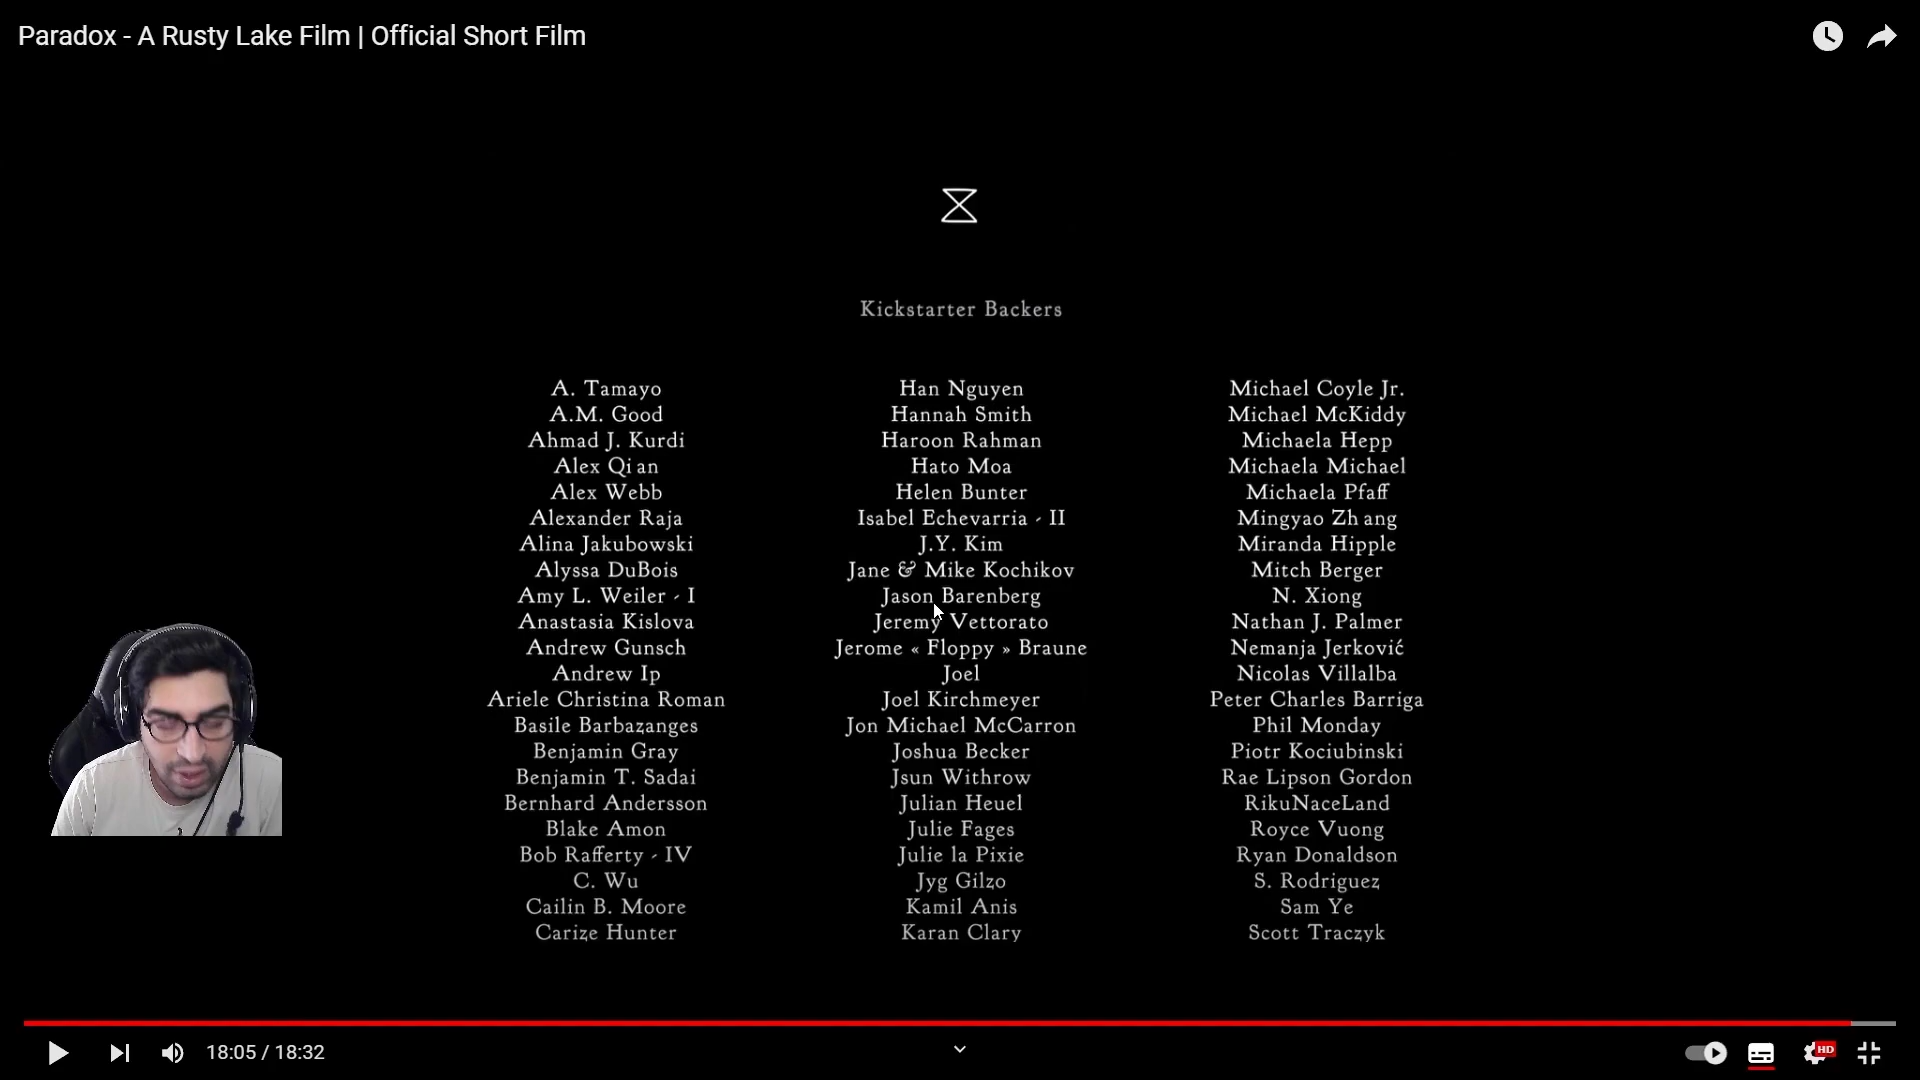 Paradox - A Rusty Lake Film | Official Short Film
Kickstarter Backers
A. Tamayo
A.M. Good
Ahmad J. Kurdi
Alex Qian
Alex Webb
Alexander Raja
Alina Jakubowski
Alyssa DuBois
Amy L. Weiler - I
Anastasia Kislova
Andrew Gunsch
Andrew Ip
Ariele Christina Roman
Basile Barbazanges
Benjamin Gray
Benjamin T. Sadai
Bernhard Andersson
Blake Amon
Bob Rafferty - IV
C. Wu
Cailin B. Moore
Carize Hunter
Han Nguyen
Hannah Smith
Haroon Rahman
Hato Moa
Helen Bunter
Isabel Echevarria - II
J.Y. Kim
Jane & Mike Kochikov
Jason Barenberg
Jeremy Vettorato
Jerome « Floppy » Braune
Joel
Joel Kirchmeyer
Jon Michael McCarron
Joshua Becker
Jsun Withrow
Julian Heuel
Julie Fages
Julie la Pixie
Jyg Gilzo
Kamil Anis
Karan Clary
Michael Coyle Jr.
Michael McKiddy
Michaela Hepp
Michaela Michael
Michaela Pfaff
Mingyao Zhang
Miranda Hipple
Mitch Berger
N. Xiong
Nathan J. Palmer
Nemanja Jerković
Nicolas Villalba
Peter Charles Barriga
Phil Monday
Piotr Kociubinski
Rae Lipson Gordon
RikuNaceLand
Royce Vuong
Ryan Donaldson
S. Rodriguez
Sam Ye
Scott Traczyk
18:05 / 18:32
HD